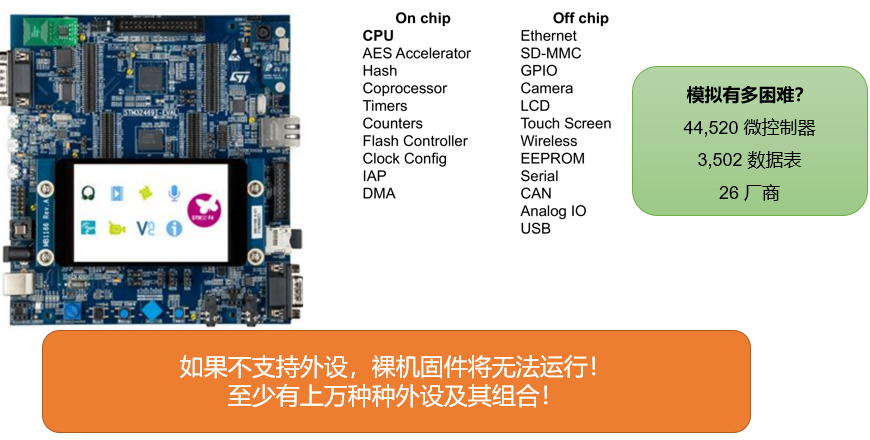 On chip
CPU
AES Accelerator
Hash
Coprocessor
Timers
Counters
Flash Controller
Clock Config
IAP
DMA
Off chip
Ethernet
SD-MMC
GPIO
Camera
LCD
Touch Screen
Wireless
EEPROM
Serial
CAN
Analog IO
USB
模拟有多困难？
44,520 微控制器
3,502 数据表
26 厂商
STM32469I-EVAL
MB1166 Rev.A
如果不支持外设，裸机固件将无法运行！
至少有上万种种外设及其组合！